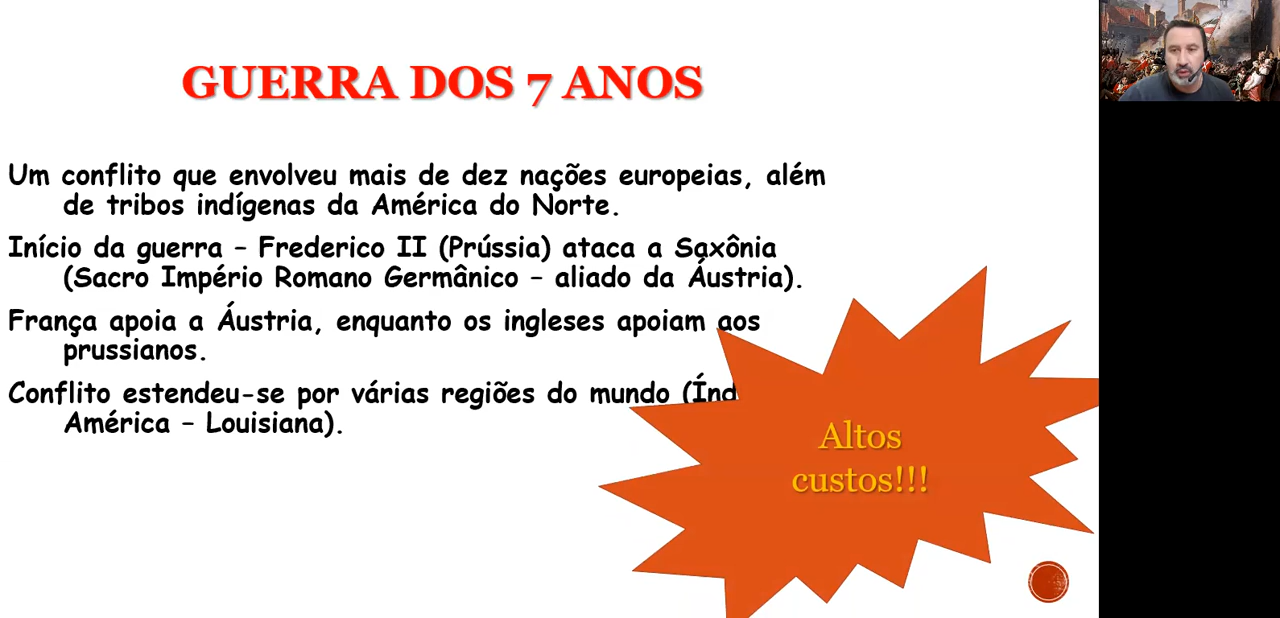 GUERRA DOS 7 ANOS
Um conflito que envolveu mais de dez nações europeias, além
de tribos indígenas da América do Norte.
Início da guerra – Frederico II (Prússia) ataca a Saxônia
(Sacro Império Romano Germânico – aliado da Áustria).
França apoia a Áustria, enquanto os ingleses apoiam aos
prussianos.
Conflito estendeu-se por várias regiões do mundo
América – Louisiana).
Altos
custos!!!